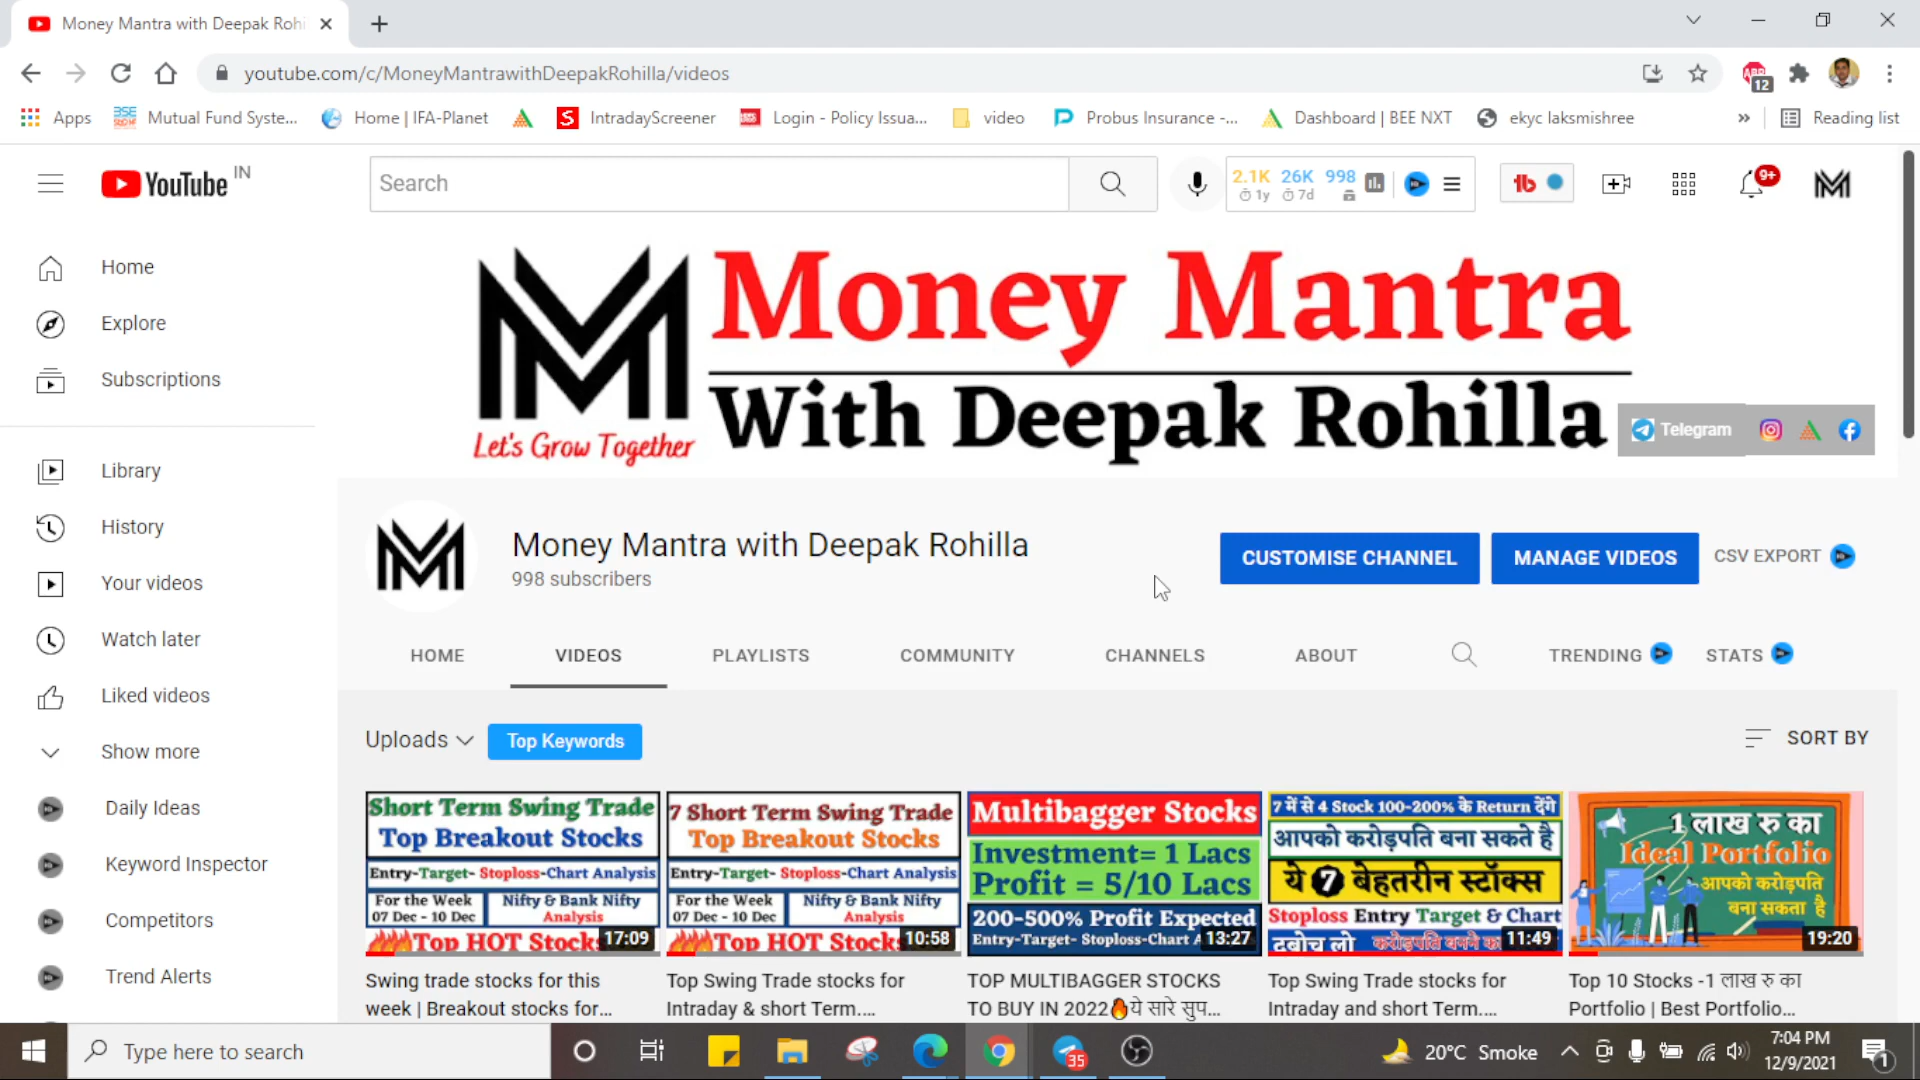 Money Mantra with Deepak Rohi
youtube.com/c/MoneyMantrawithDeepakRohilla/videos
12
Apps
Mutual Fund Syste...
Home | IFA-Planet
IntradayScreener
Login - Policy Issua...
video
Probus Insurance -...
Dashboard | BEE NXT
ekyc laksmishree
»
Reading list
YouTube IN
Search
2.1K 26K 998
1y 7d
9+
Home
Explore
Subscriptions
Library
History
Your videos
Watch later
Liked videos
Show more
Daily Ideas
Keyword Inspector
Competitors
Trend Alerts
Money Mantra
With Deepak Rohilla
Let's Grow Together
Telegram
Money Mantra with Deepak Rohilla
998 subscribers
CUSTOMISE CHANNEL
MANAGE VIDEOS
CSV EXPORT
HOME
VIDEOS
PLAYLISTS
COMMUNITY
CHANNELS
ABOUT
TRENDING
STATS
Uploads
Top Keywords
SORT BY
Short Term Swing Trade
Top Breakout Stocks
Entry-Target- Stoploss-Chart Analysis
For the Week
07 Dec - 10 Dec
Nifty & Bank Nifty
Analysis
Top HOT Stocks
17:09
Swing trade stocks for this
week | Breakout stocks for...
7 Short Term Swing Trade
Top Breakout Stocks
Entry-Target- Stoploss-Chart Analysis
For the Week
07 Dec - 10 Dec
Nifty & Bank Nifty
Analysis
Top HOT Stocks
10:58
Top Swing Trade stocks for
Intraday & short Term....
Multibagger Stocks
Investment= 1 Lacs
Profit = 5/10 Lacs
200-500% Profit Expected
Entry-Target- Stoploss-Chart A
13:27
TOP MULTIBAGGER STOCKS
TO BUY IN 2022🔥ये सारे सुप...
7 में से 4 Stock 100-200% के Return देंगे
आपको करोड़पति बना सकते है
ये 7 बेहतरीन स्टॉक्स
Stoploss Entry Target & Chart
दबोच लो करोड़पति बनने क
11:49
Top Swing Trade stocks for
Intraday and short Term....
1 लाख रु का
Ideal Portfolio
आपको करोड़पति
बना सकता है
19:20
Top 10 Stocks -1 लाख रु का
Portfolio | Best Portfolio...
Type here to search
35
20°C Smoke
7:04 PM
12/9/2021
1